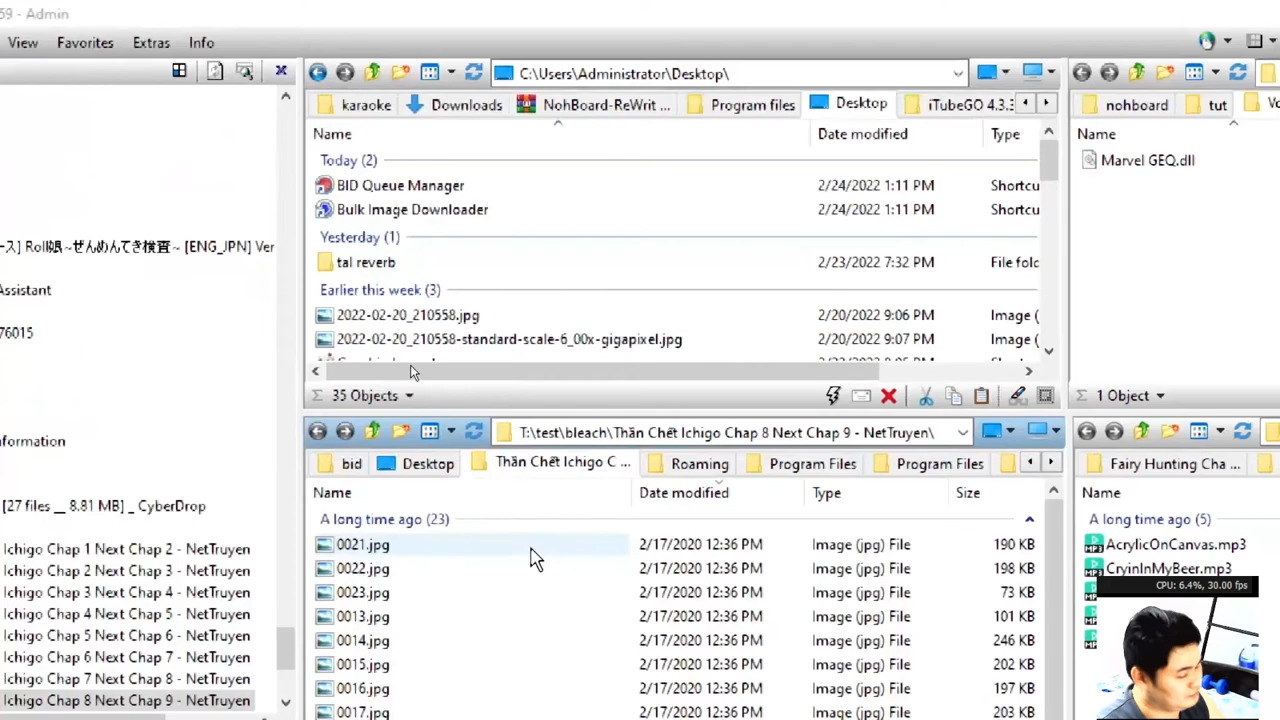 59 - Admin
View Favorites Extras Info
C:\Users\Administrator\Desktop\
karaoke Downloads NohBoard-ReWrit ... Program files Desktop iTubeGO 4.3.3
nohboard tut
Name Date modified Type
Name
Today (2)
Marvel GEQ.dll
BID Queue Manager 2/24/2022 1:11 PM Shortcu
Bulk Image Downloader 2/24/2022 1:11 PM Shortcu
Yesterday (1)
ース] Roll娘~ぜんめんてき検査~ [ENG_JPN] Ver
tal reverb 2/23/2022 7:32 PM File fold
Assistant
Earlier this week (3)
2022-02-20_210558.jpg 2/20/2022 9:06 PM Image (
76015
2022-02-20_210558-standard-scale-6_00x-gigapixel.jpg 2/20/2022 9:07 PM Image (
35 Objects
1 Object
T:\test\bleach\Thần Chết Ichigo Chap 8 Next Chap 9 - NetTruyen\
nformation
bid Desktop Thần Chết Ichigo C ... Roaming Program Files Program Files
Fairy Hunting Cha ...
Name Date modified Type Size
Name
[27 files __ 8.81 MB] _ CyberDrop
A long time ago (23)
A long time ago (5)
0021.jpg 2/17/2020 12:36 PM Image (jpg) File 190 KB
AcrylicOnCanvas.mp3
Ichigo Chap 1 Next Chap 2 - NetTruyen
0022.jpg 2/17/2020 12:36 PM Image (jpg) File 198 KB
CryinInMyBeer.mp3
Ichigo Chap 2 Next Chap 3 - NetTruyen
CPU: 6.4%, 30.00 fps
0023.jpg 2/17/2020 12:36 PM Image (jpg) File 73 KB
Ichigo Chap 3 Next Chap 4 - NetTruyen
0013.jpg 2/17/2020 12:36 PM Image (jpg) File 101 KB
Ichigo Chap 4 Next Chap 5 - NetTruyen
0014.jpg 2/17/2020 12:36 PM Image (jpg) File 246 KB
Ichigo Chap 5 Next Chap 6 - NetTruyen
0015.jpg 2/17/2020 12:36 PM Image (jpg) File 202 KB
Ichigo Chap 6 Next Chap 7 - NetTruyen
0016.jpg 2/17/2020 12:36 PM Image (jpg) File 197 KB
Ichigo Chap 7 Next Chap 8 - NetTruyen
0017.jpg 2/17/2020 12:36 PM Image (jpg) File 203 KB
Ichigo Chap 8 Next Chap 9 - NetTruyen